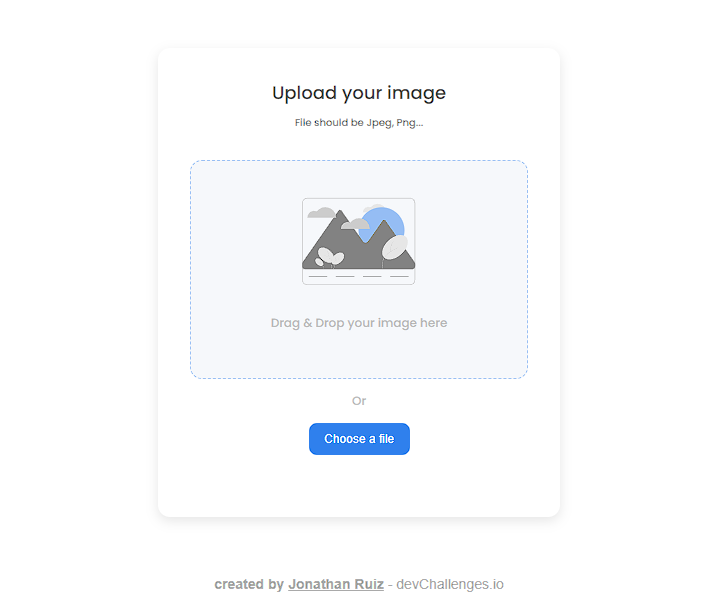 Upload your image
File should be Jpeg, Png...
Drag & Drop your image here
Or
Choose a file
created by Jonathan Ruiz - devChallenges.io